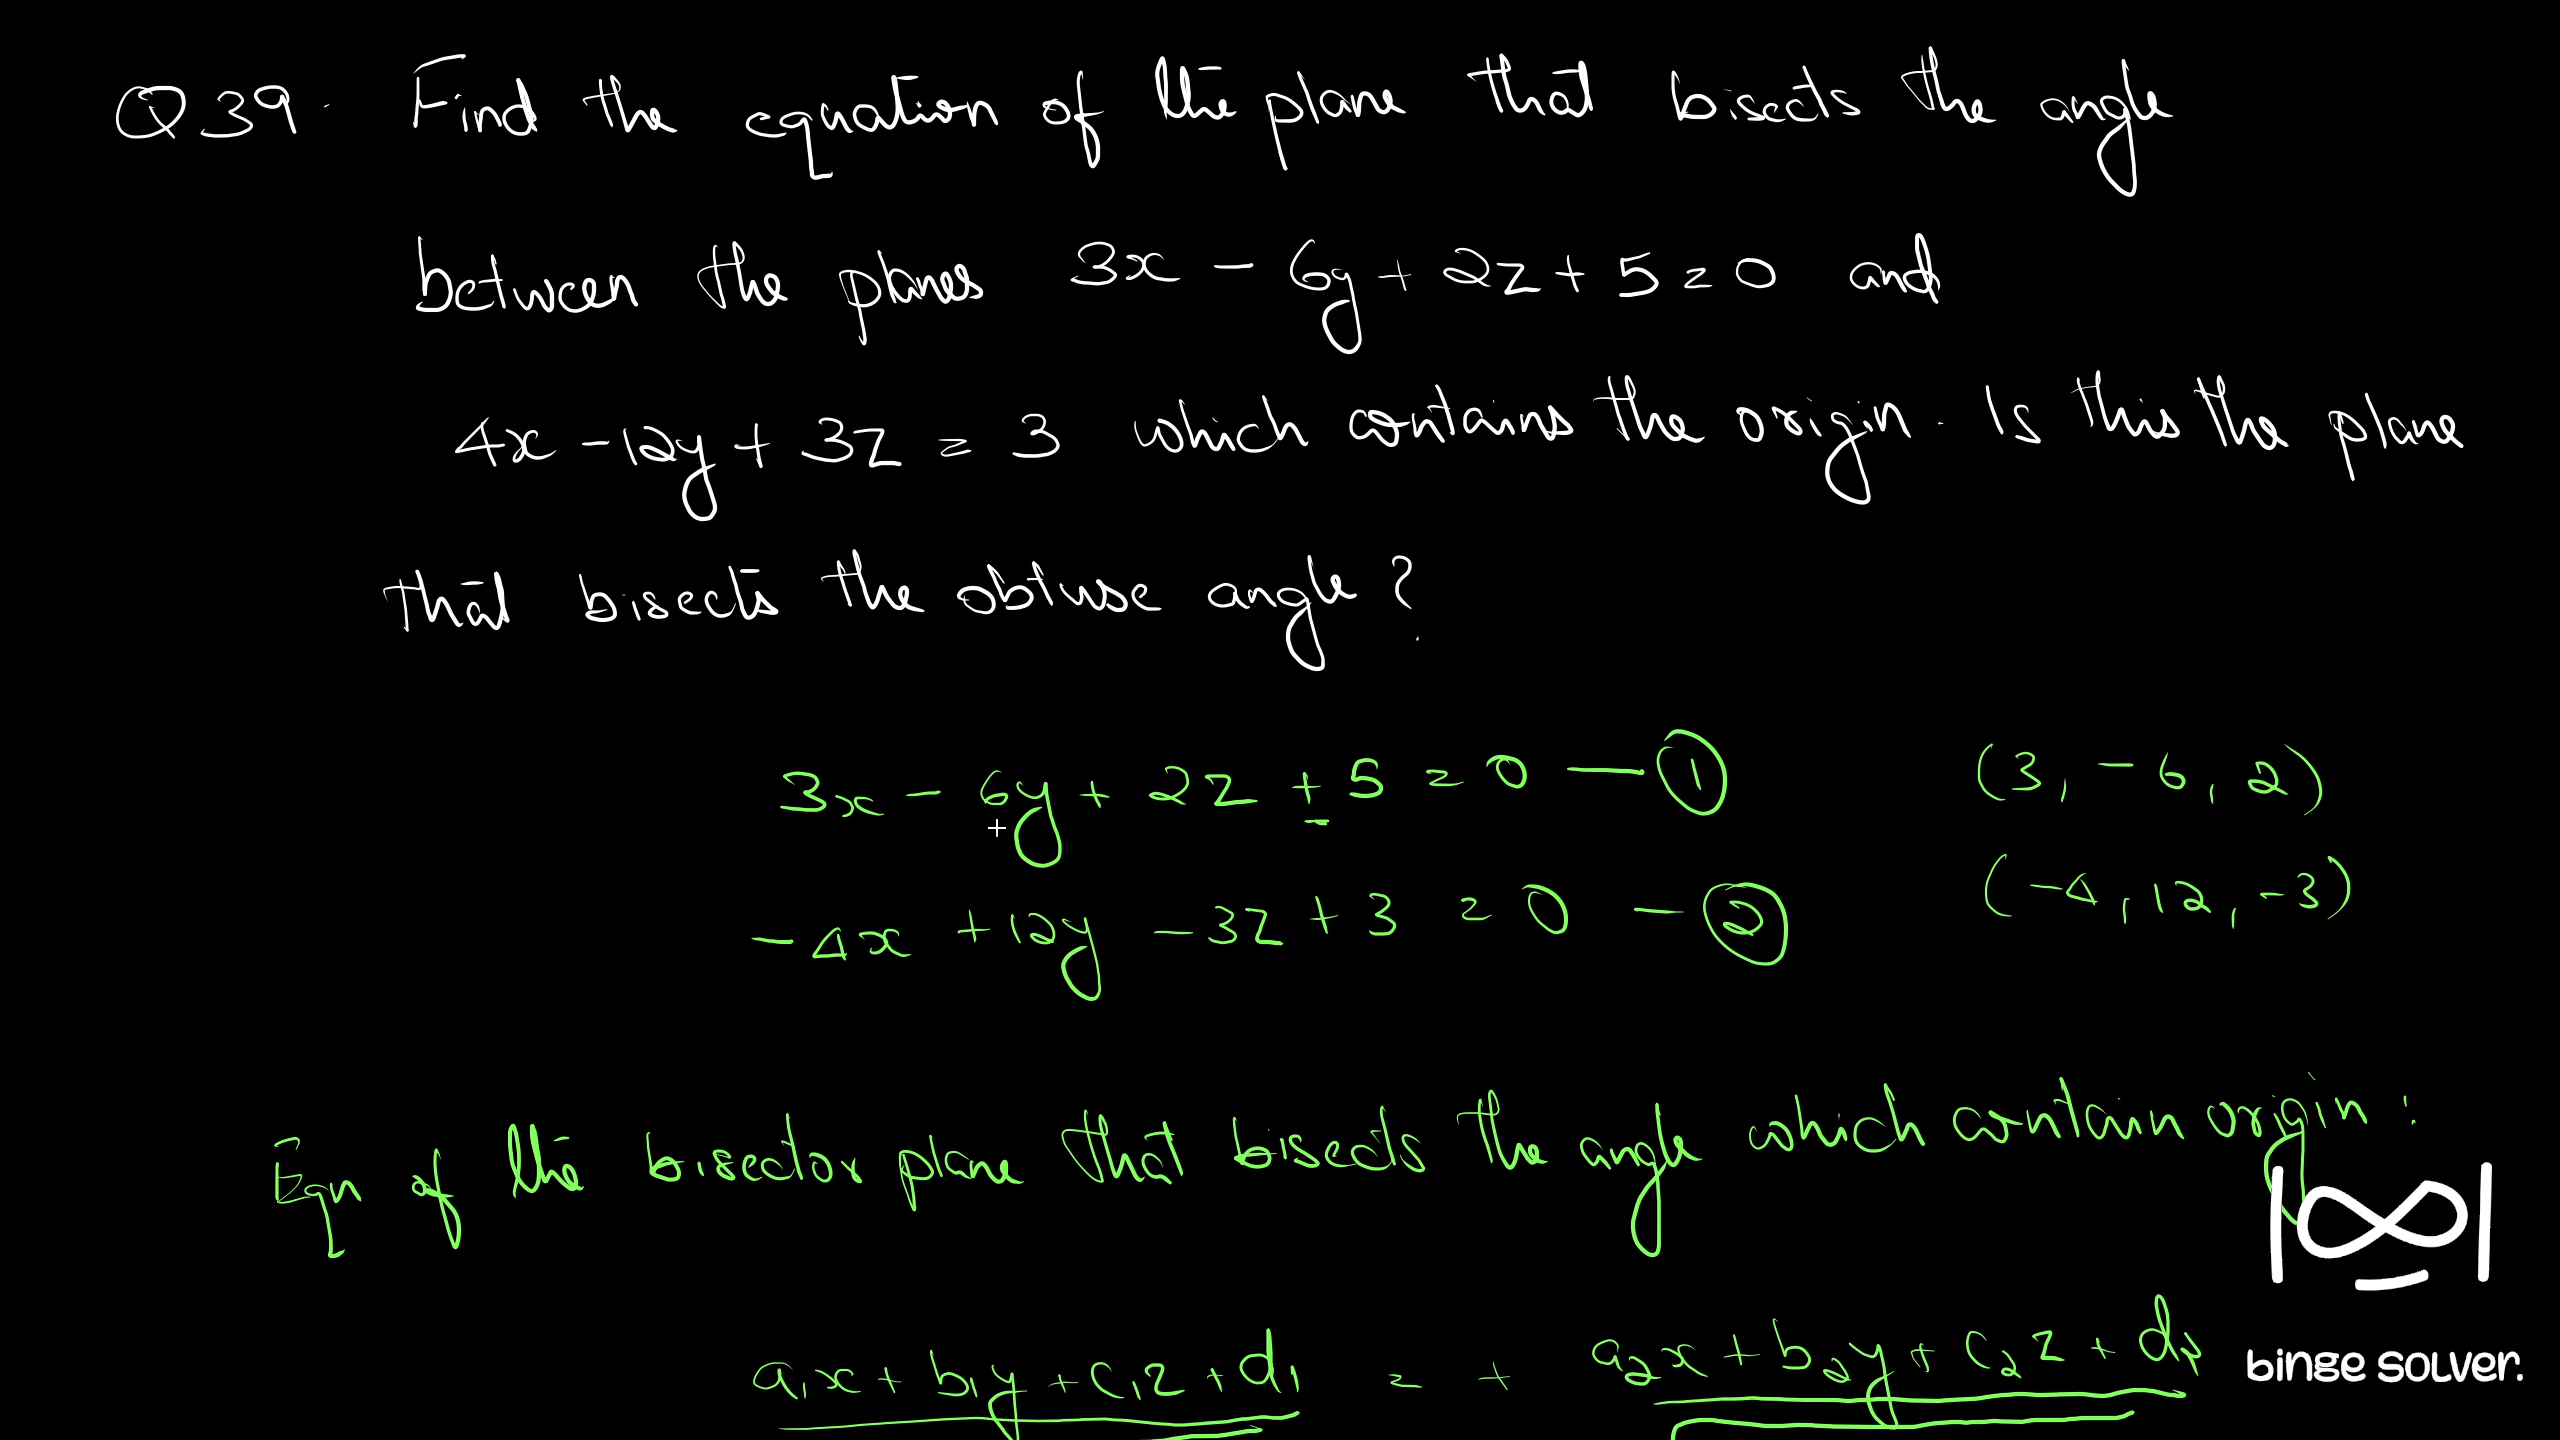 Q39. Find the equation of the plane that bisects the angle
between the planes 3x - 6y + 2z + 5 = 0 and
4x - 12y + 3z = 3 which contains the origin. Is this the plane
that bisects the obtuse angle?
3x - 6y + 2z + 5 = 0 — ① (3, -6, 2)
-4x + 12y - 3z + 3 = 0 — ② (-4, 12, -3)
Eqn of the bisector plane that bisects the angle which contain origin:
a₁x + b₁y + c₁z + d₁ = + a₂x + b₂y + c₂z + d₂
binge solver.